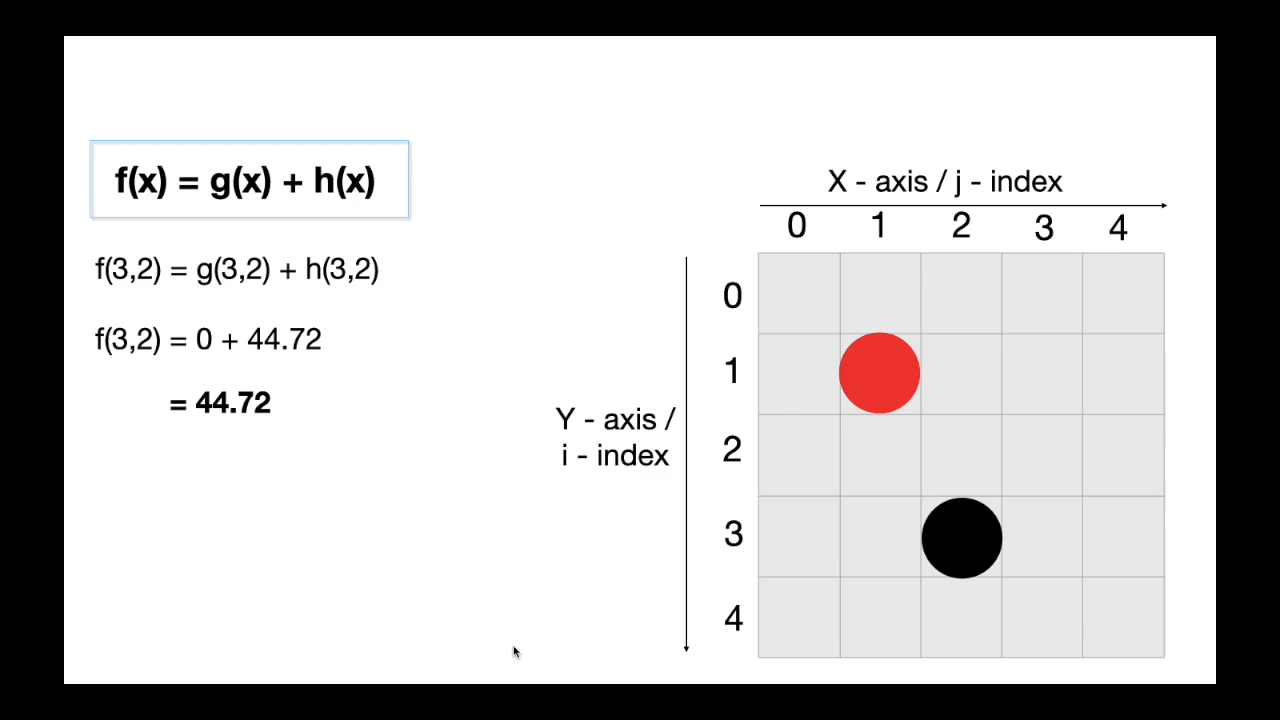 f(x) = g(x) + h(x)
f(3,2) = g(3,2) + h(3,2)
f(3,2) = 0 + 44.72
= 44.72
X - axis / j - index
0 1 2 3 4
0
1
2
3
4
Y - axis /
i - index